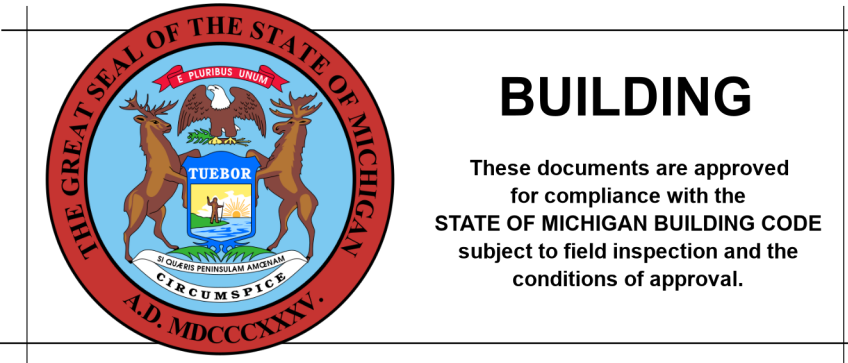 THE GREAT SEAL OF THE STATE OF MICHIGAN
E PLURIBUS UNUM
TUEBOR
SI QUÆRIS PENINSULAM AMŒNAM
CIRCUMSPICE
A.D. MDCCCXXXV.
BUILDING
These documents are approved
for compliance with the
STATE OF MICHIGAN BUILDING CODE
subject to field inspection and the
conditions of approval.